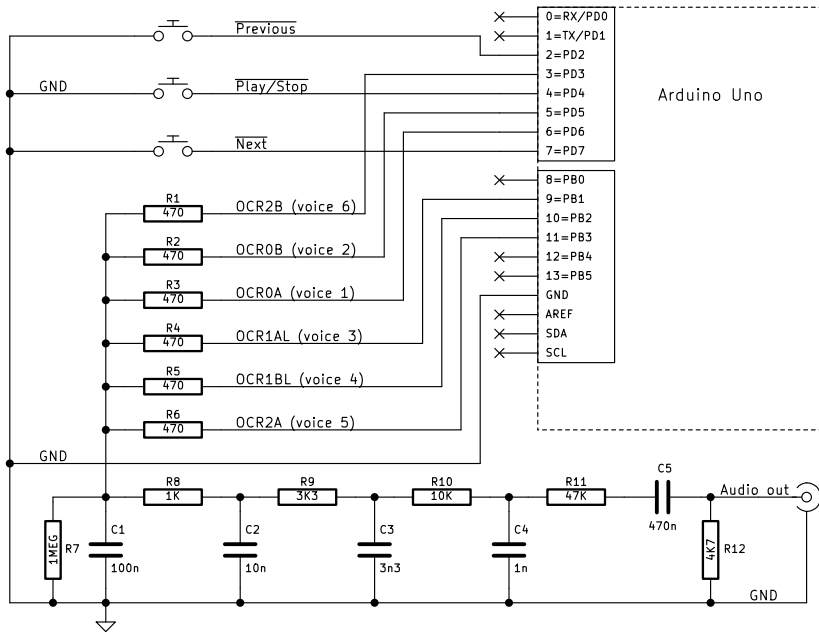 0=RX/PD0
Previous
1=TX/PD1
2=PD2
3=PD3
GND
Play/Stop
4=PD4
Arduino Uno
5=PD5
6=PD6
Next
7=PD7
8=PB0
R1
470
OCR2B (voice 6)
9=PB1
10=PB2
R2
470
OCR0B (voice 2)
11=PB3
12=PB4
13=PB5
R3
470
OCR0A (voice 1)
GND
AREF
R4
470
OCR1AL (voice 3)
SDA
SCL
R5
470
OCR1BL (voice 4)
R6
470
OCR2A (voice 5)
GND
R8
1K
R9
3K3
R10
10K
R11
47K
C5
470n
Audio out
1MEG
R7
C1
100n
C2
10n
C3
3n3
C4
1n
4K7
R12
GND